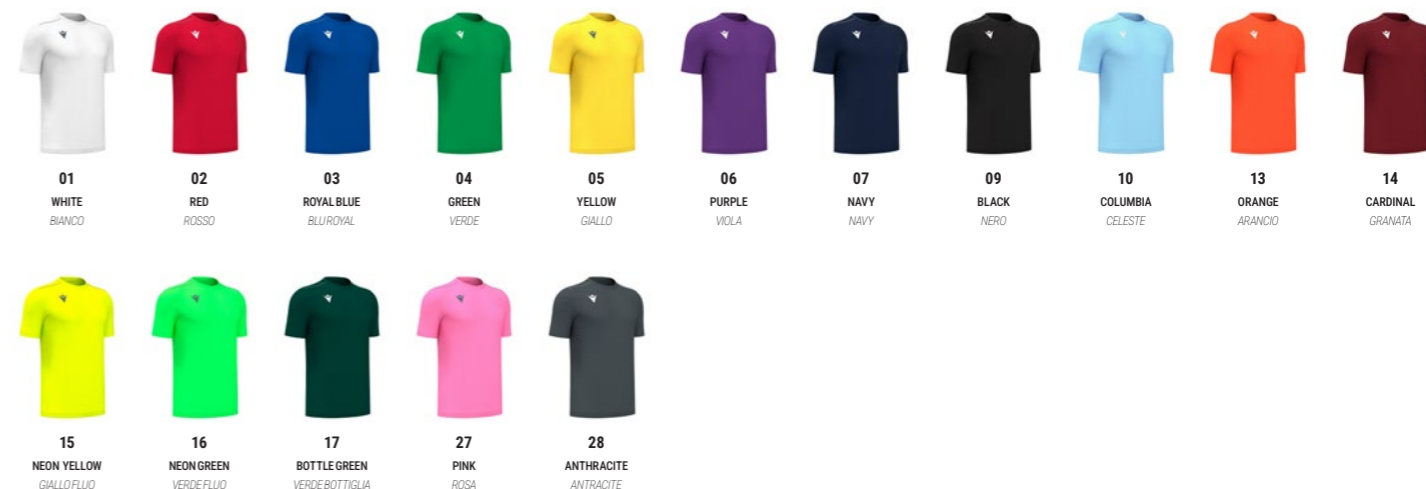 01 02 03 04 05 06 07 09 10 13 14
WHITE RED ROYAL BLUE GREEN YELLOW PURPLE NAVY BLACK COLUMBIA ORANGE CARDINAL
BIANCO ROSSO BLU ROYAL VERDE GIALLO VIOLA NAVY NERO CELESTE ARANCIO GRANATA
15 16 17 27 28
NEON YELLOW NEON GREEN BOTTLE GREEN PINK ANTHRACITE
GIALLO FLUO VERDE FLUO VERDE BOTTIGLIA ROSA ANTRACITE